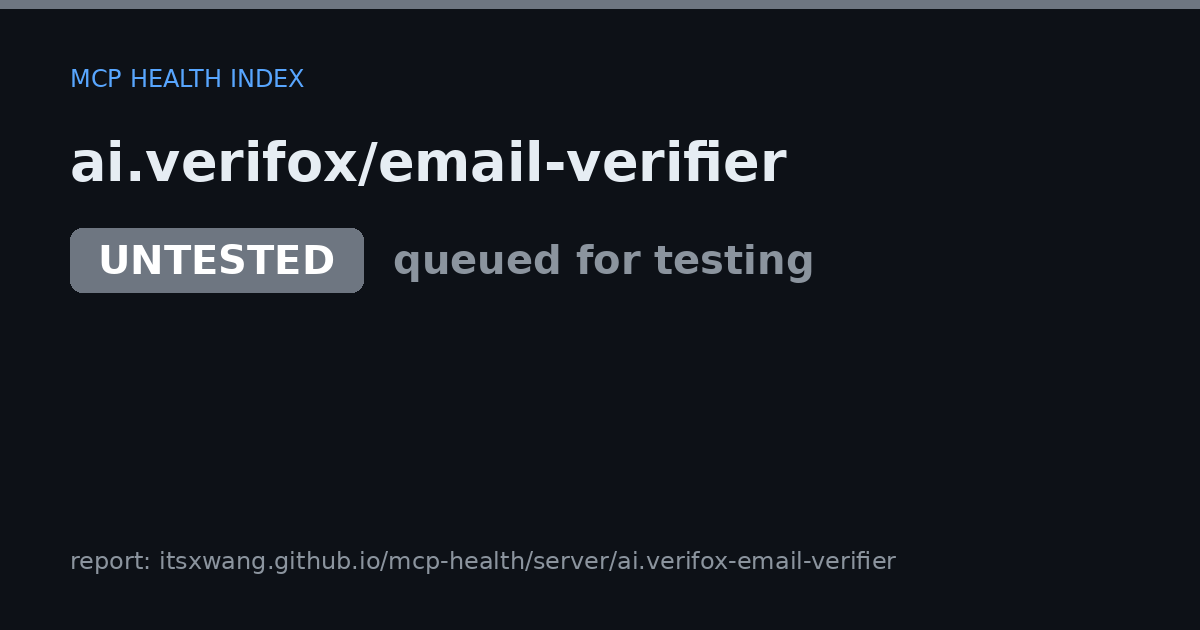 MCP HEALTH INDEX
ai.verifox/email-verifier
UNTESTED queued for testing
report: itsxwang.github.io/mcp-health/server/ai.verifox-email-verifier